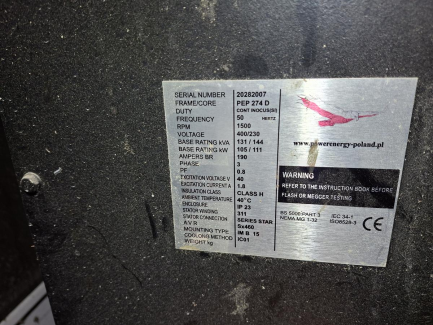 SERIAL NUMBER 20282007
FRAME/CORE PEP 274 D
DUTY CONTINOCUS(SI)
FREQUENCY 50 HERTZ
RPM 1500
VOLTAGE 400/230
BASE RATING kVA 131 / 144
BASE RATING kW 105 / 111
AMPERS BR 190
PHASE 3
PF 0.8
EXCITATION VOLTAGE V 40
EXCITATION CURRENT A 1.8
INSULATION CLASS CLASS H
AMBIENT TEMPERATURE 40°C
ENCLOSURE IP 23
STATOR WINDING 311
STATOR CONNECTION SERIES STAR
A V R Sx460
MOUNTING TYPE IM B 15
COOLONG METHOD IC01
WEIGHT kg
www.powerenergy-poland.pl
WARNING
REFER TO THE INSTRUCTION BOOK BEFORE
FLASH OR MEGGER TESTING
BS 5000 PART 3 IEC 34-1
NEMA MG 1-32 ISO8528-3
CE